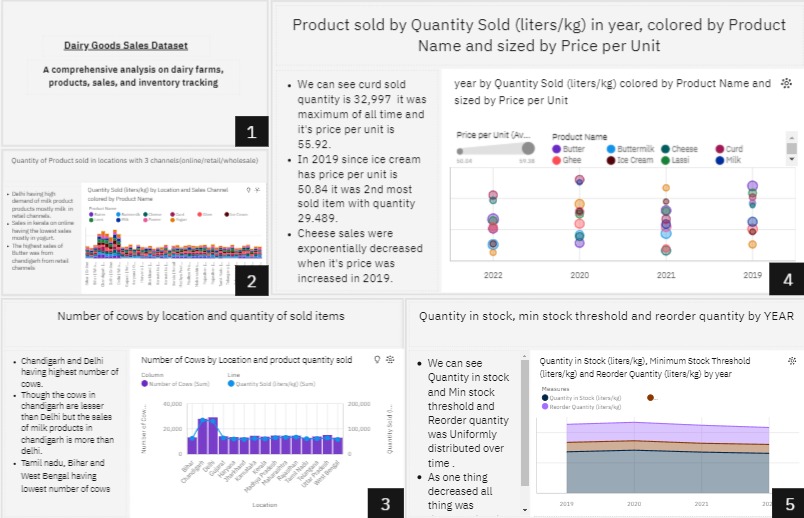 Dairy Goods Sales Dataset
A comprehensive analysis on dairy farms,
products, sales, and inventory tracking
1
Quantity of Product sold in locations with 3 channels(online/retail/wholesale)
Delhi having high
demand of milk product
products mostly milk in
retail channels.
Sales in kerala on online
having the lowest sales
mostly in yogurt.
The highest sales of
Butter was from
chandigarh from retail
channels
Quantity Sold (liters/kg) by Location and Sales Channel
colored by Product Name
Product Name
2
Product sold by Quantity Sold (liters/kg) in year, colored by Product
Name and sized by Price per Unit
We can see curd sold
quantity is 32,997 it was
maximum of all time and
it's price per unit is
55.92.
In 2019 since ice cream
has price per unit is
50.84 it was 2nd most
sold item with quantity
29.489.
Cheese sales were
exponentially decreased
when it's price was
increased in 2019.
year by Quantity Sold (liters/kg) colored by Product Name and
sized by Price per Unit
Price per Unit (Av...
Product Name
Butter Buttermilk Cheese Curd
Ghee Ice Cream Lassi Milk
2022 2020 2021 2019
4
Number of cows by location and quantity of sold items
Chandigarh and Delhi
having highest number of
cows.
Though the cows in
chandigarh are lesser
than Delhi but the sales
of milk products in
chandigarh is more than
delhi.
Tamil nadu, Bihar and
West Bengal having
lowest number of cows
Number of Cows by Location and product quantity sold
Column Line
Number of Cows (Sum) Quantity Sold (liters/kg) (Sum)
Number of Cow...
40,000
20,000
0
200,000
100,000
0
Quantity Sold (l...
Bihar
Chandigarh
Delhi
Gujarat
Haryana
Jharkhand
Karnataka
Kerala
Madhya Pradesh
Maharashtra
Rajasthan
Tamil Nadu
Telangana
Uttar Pradesh
West Bengal
Location
3
Quantity in stock, min stock threshold and reorder quantity by YEAR
We can see
Quantity in stock
and Min stock
threshold and
Reorder quantity
was Uniformly
distributed over
time .
As one thing
decreased all
thing was
Quantity in Stock (liters/kg), Minimum Stock Threshold
(liters/kg) and Reorder Quantity (liters/kg) by year
Measures
Quantity in Stock (liters/kg) ...
Reorder Quantity (liters/kg)
2019 2020 2021
5